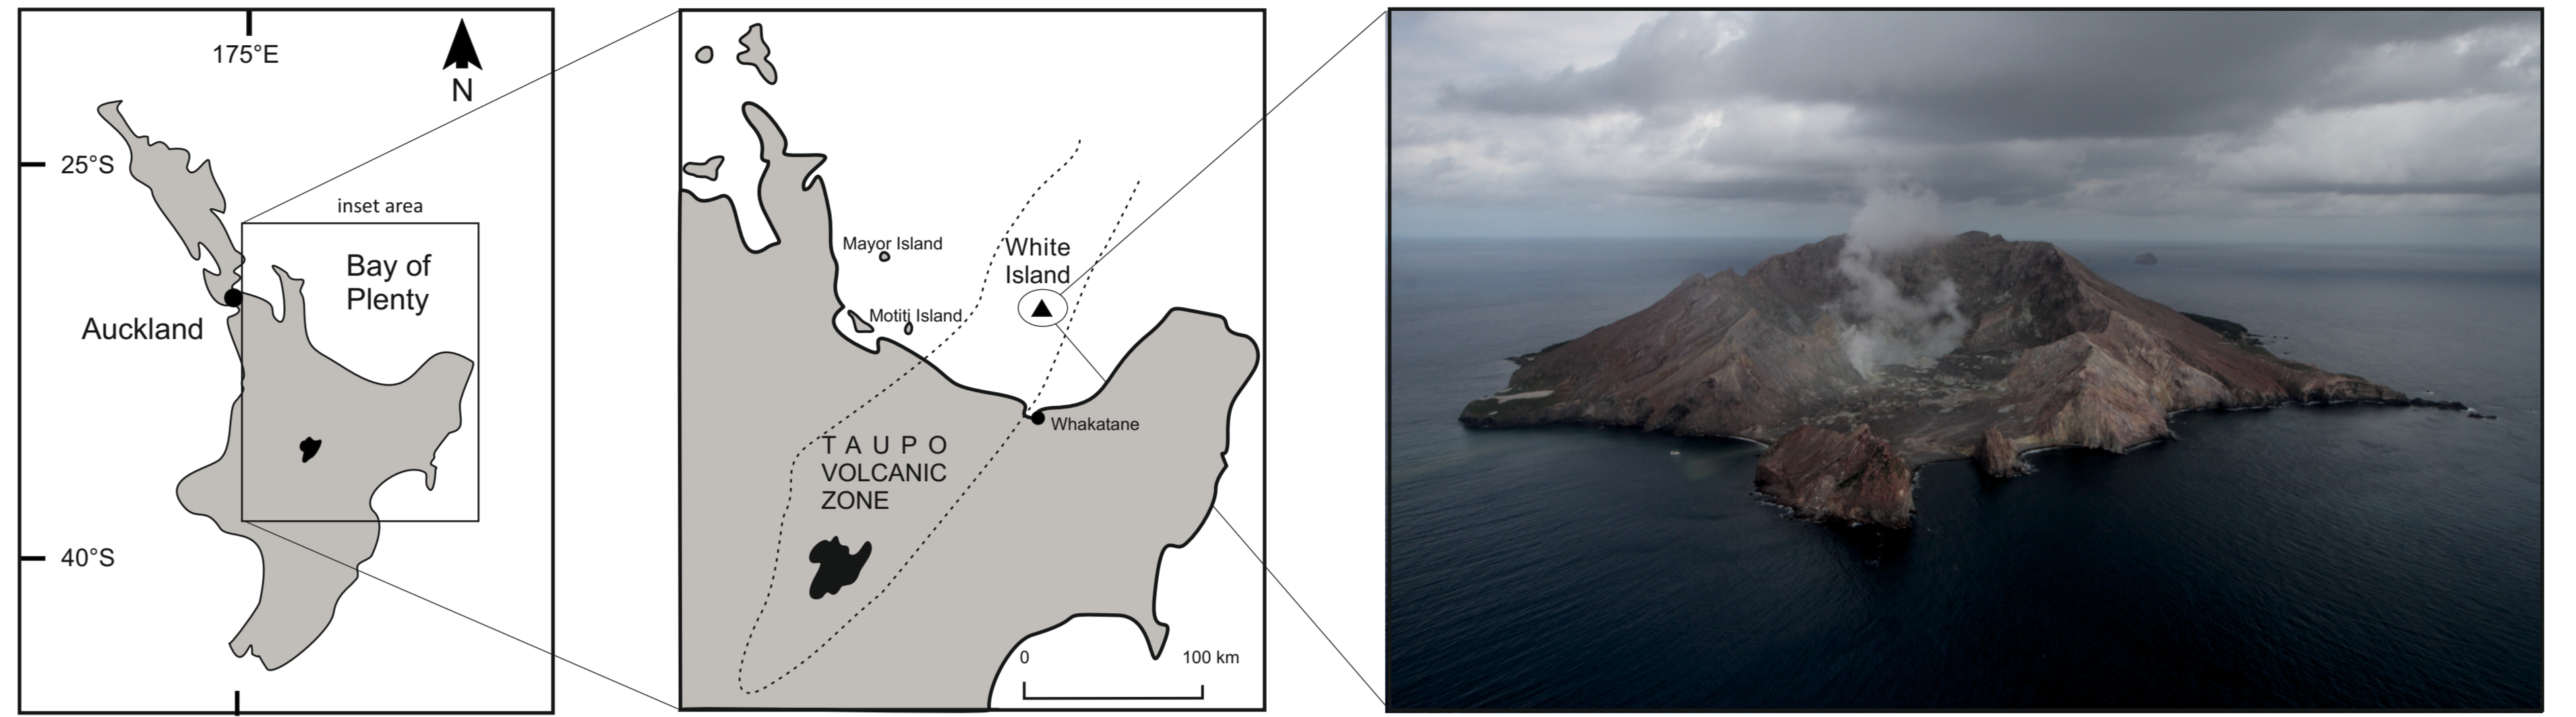 175°E
N
25°S
inset area
Bay of
Plenty
Auckland
40°S
Mayor Island
White
Island
Motiti Island
Whakatane
T A U P O
VOLCANIC
ZONE
0 100 km